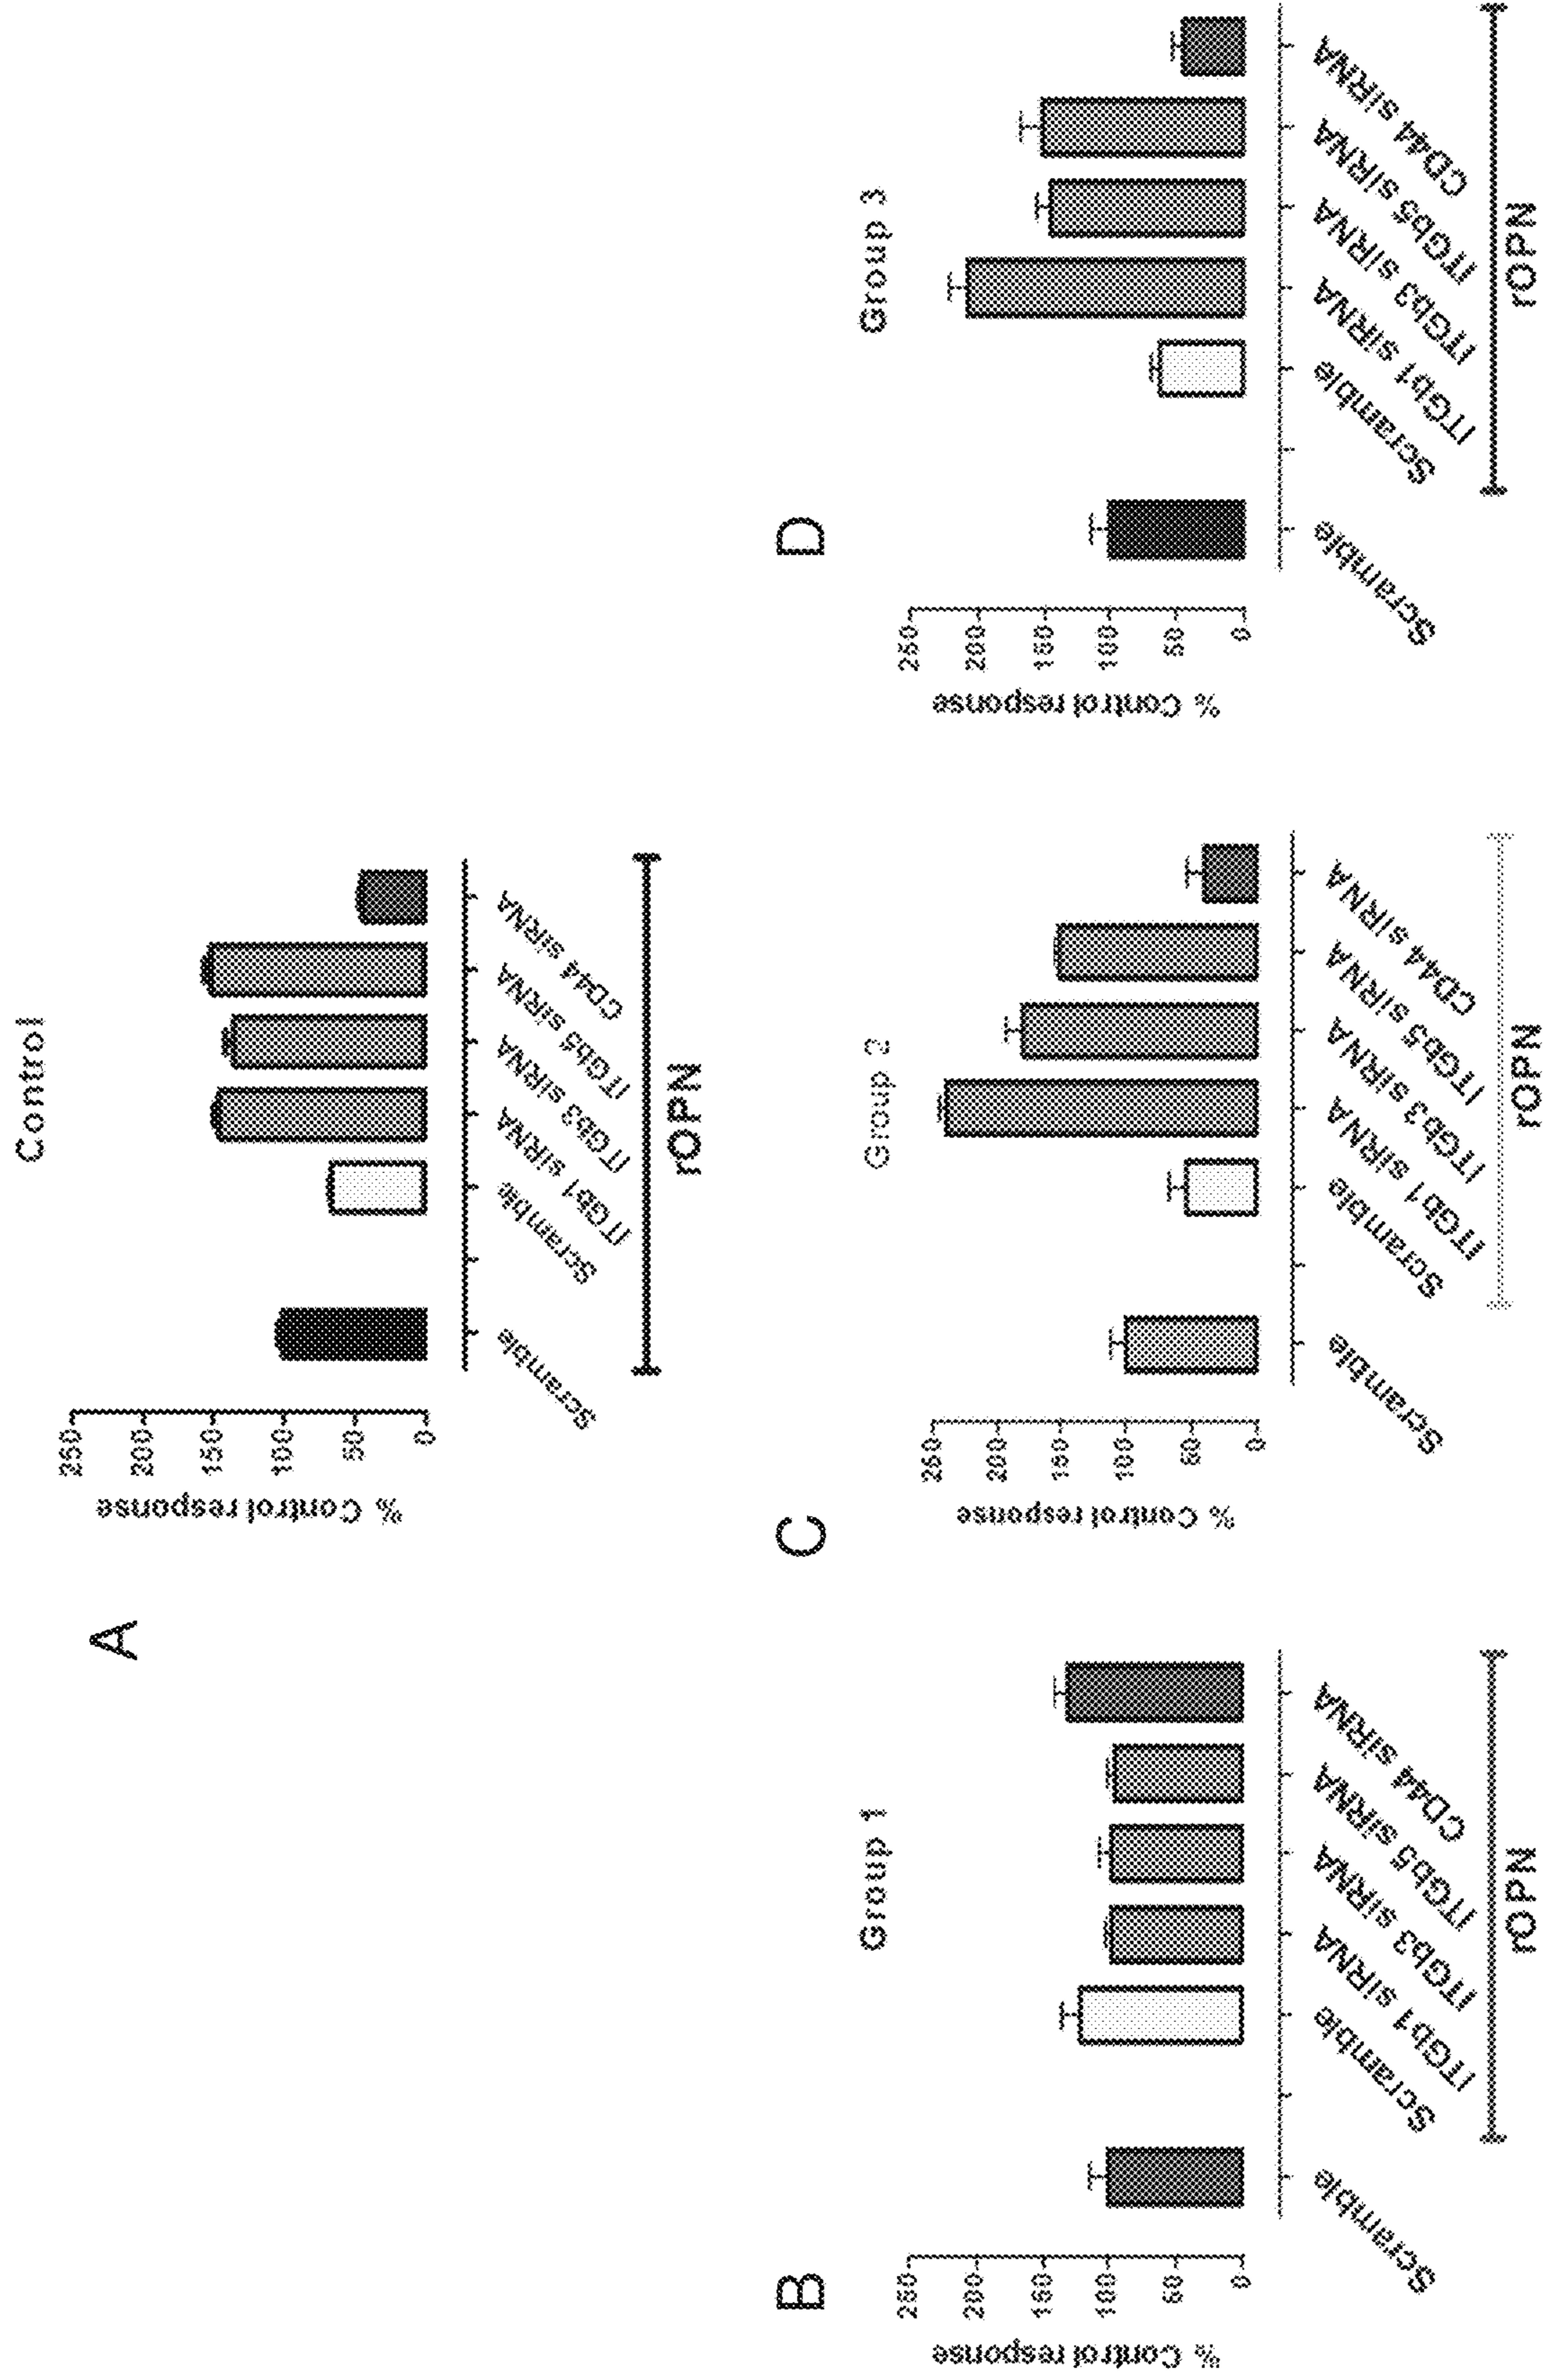 A
Control
% Control response
250
200
150
100
50
0
Scramble
Scramble
ITGb1 siRNA
ITGb3 siRNA
ITGb5 siRNA
CD44 siRNA
rOPN
B
Group 1
% Control response
250
200
150
100
50
0
Scramble
Scramble
ITGb1 siRNA
ITGb3 siRNA
ITGb5 siRNA
CD44 siRNA
rOPN
C
Group 2
% Control response
250
200
150
100
50
0
Scramble
Scramble
ITGb1 siRNA
ITGb3 siRNA
ITGb5 siRNA
CD44 siRNA
rOPN
D
Group 3
% Control response
250
200
150
100
50
0
Scramble
Scramble
ITGb1 siRNA
ITGb3 siRNA
ITGb5 siRNA
CD44 siRNA
rOPN